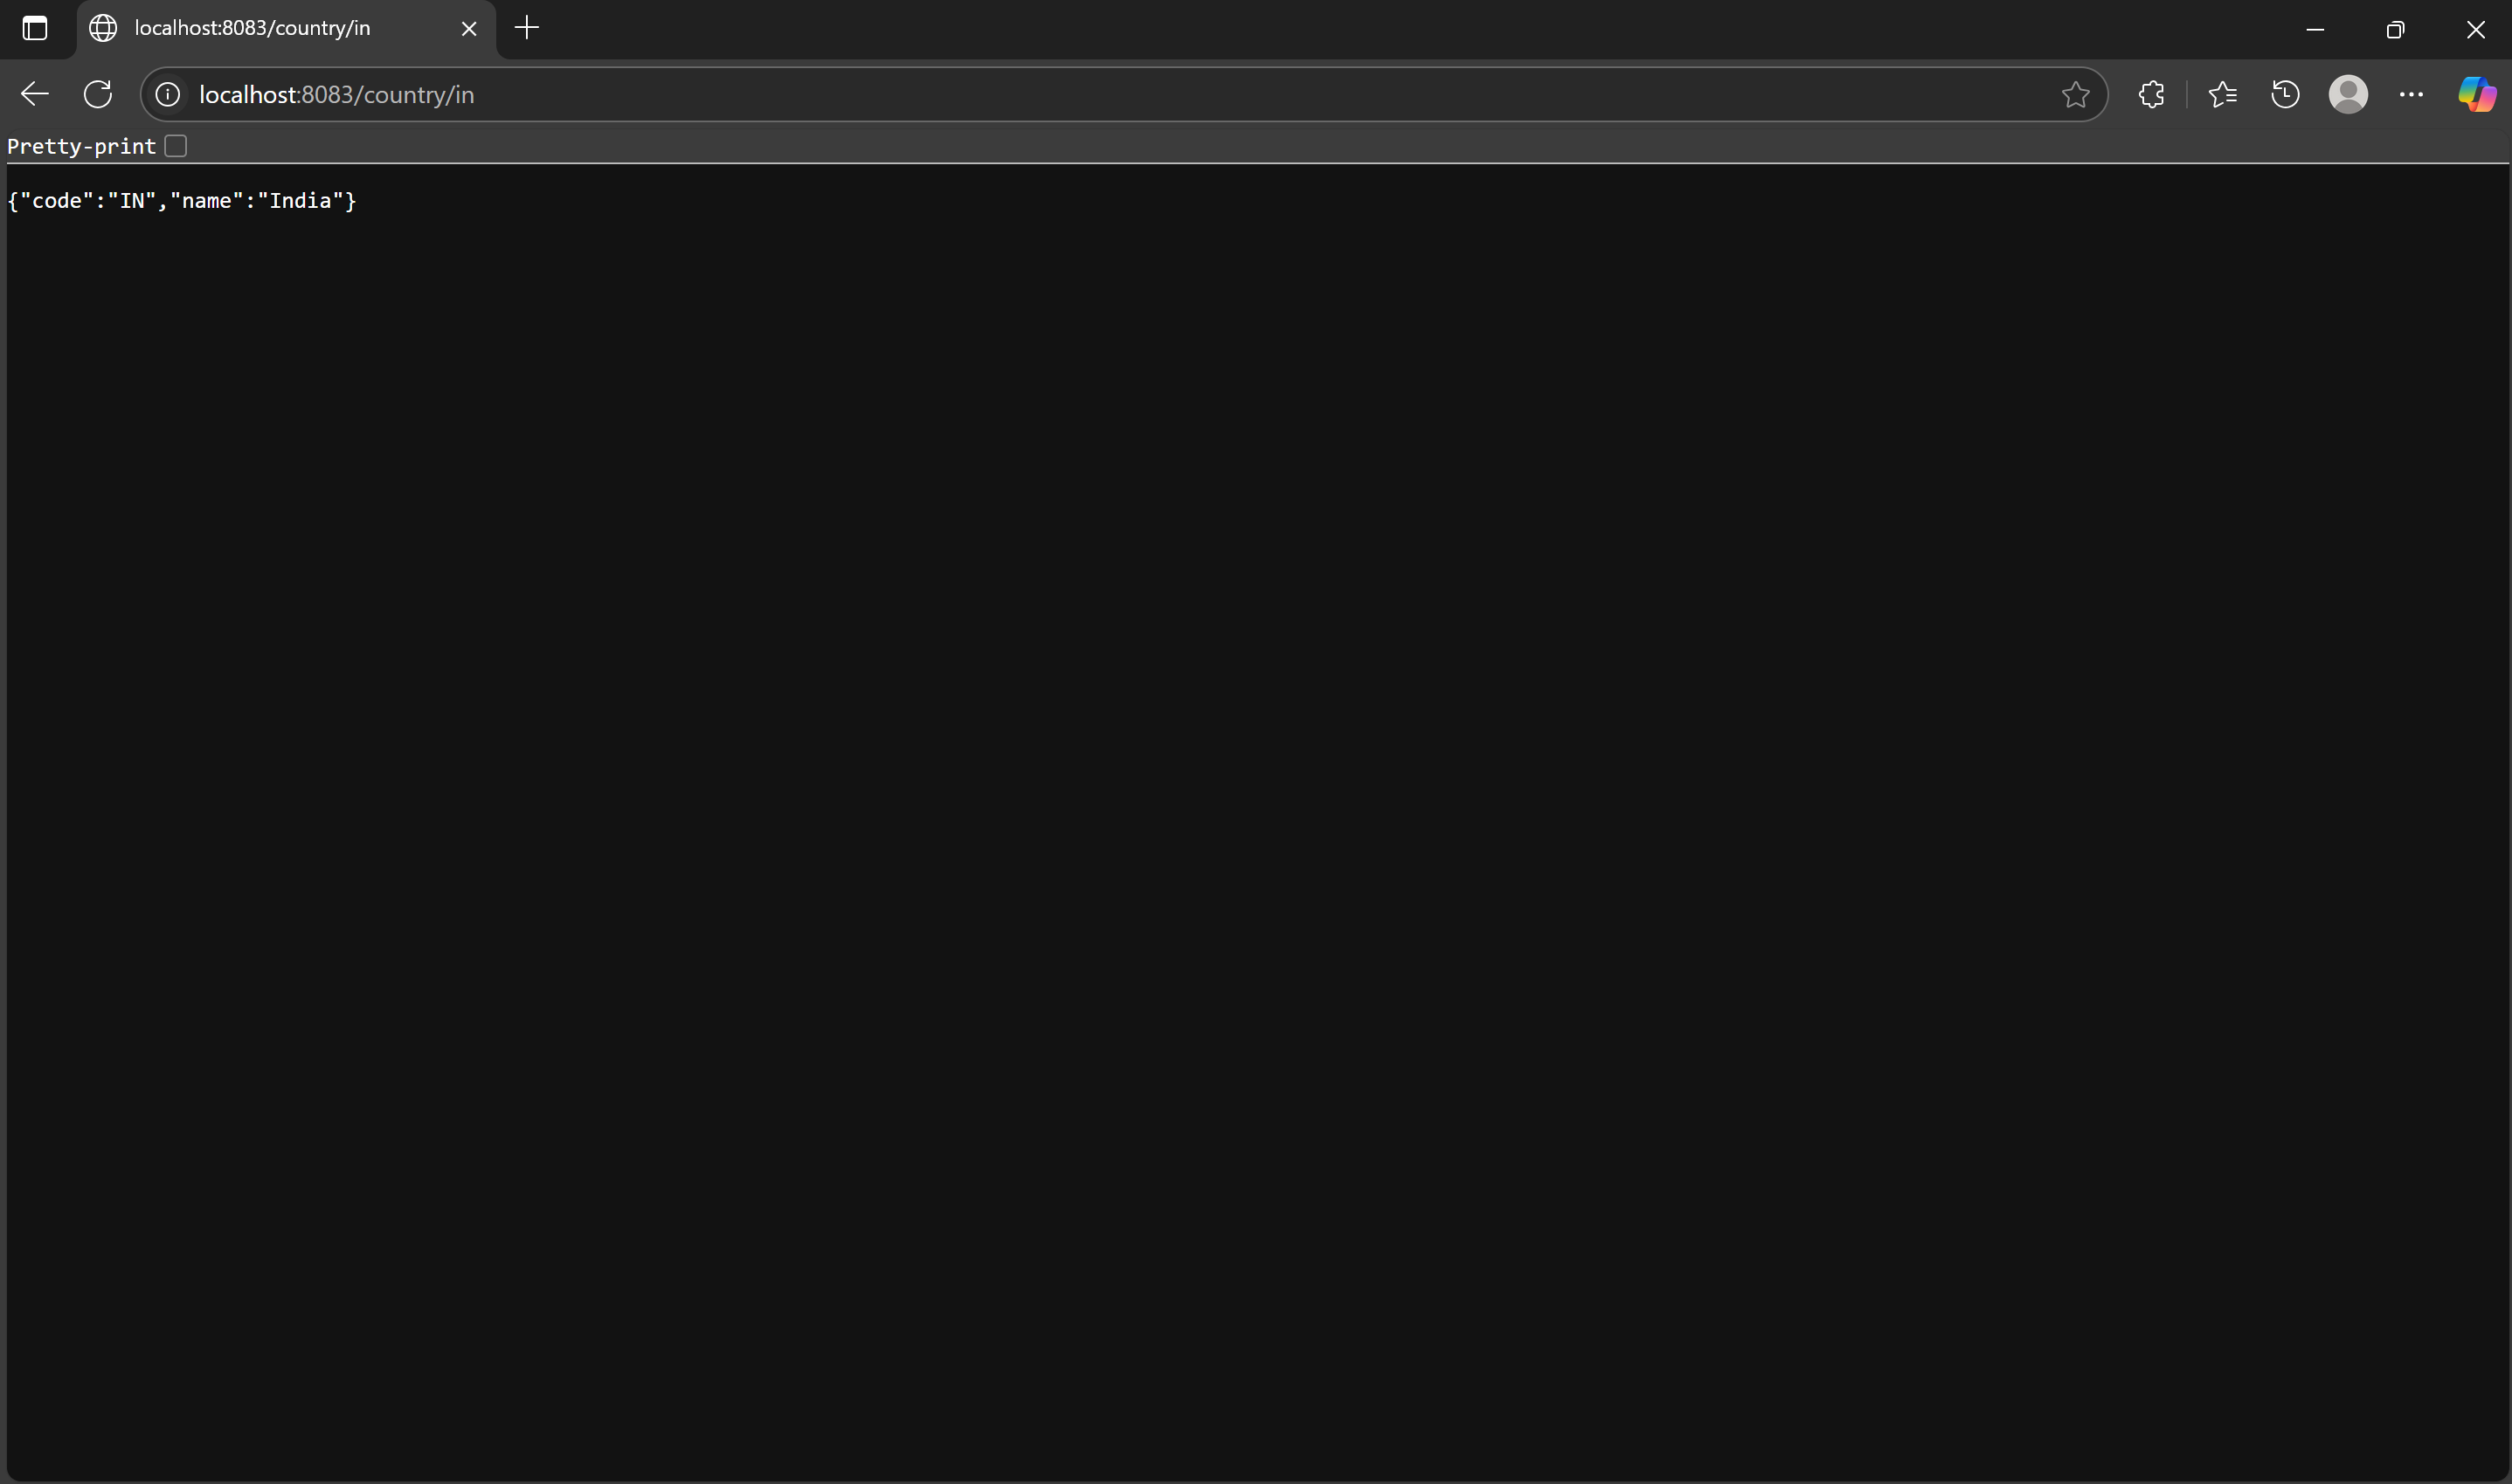 localhost:8083/country/in
localhost:8083/country/in
Pretty-print
{"code":"IN","name":"India"}